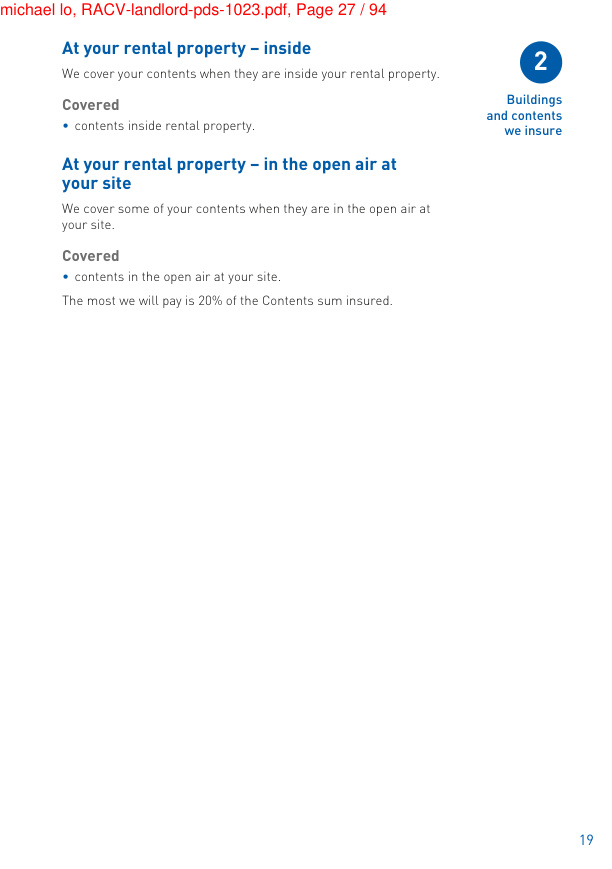 michael lo, RACV-landlord-pds-1023.pdf, Page 27 / 94
At your rental property – inside
We cover your contents when they are inside your rental property.
Covered
• contents inside rental property.
At your rental property – in the open air at
your site
We cover some of your contents when they are in the open air at
your site.
Covered
• contents in the open air at your site.
The most we will pay is 20% of the Contents sum insured.
2
Buildings
and contents
we insure
19